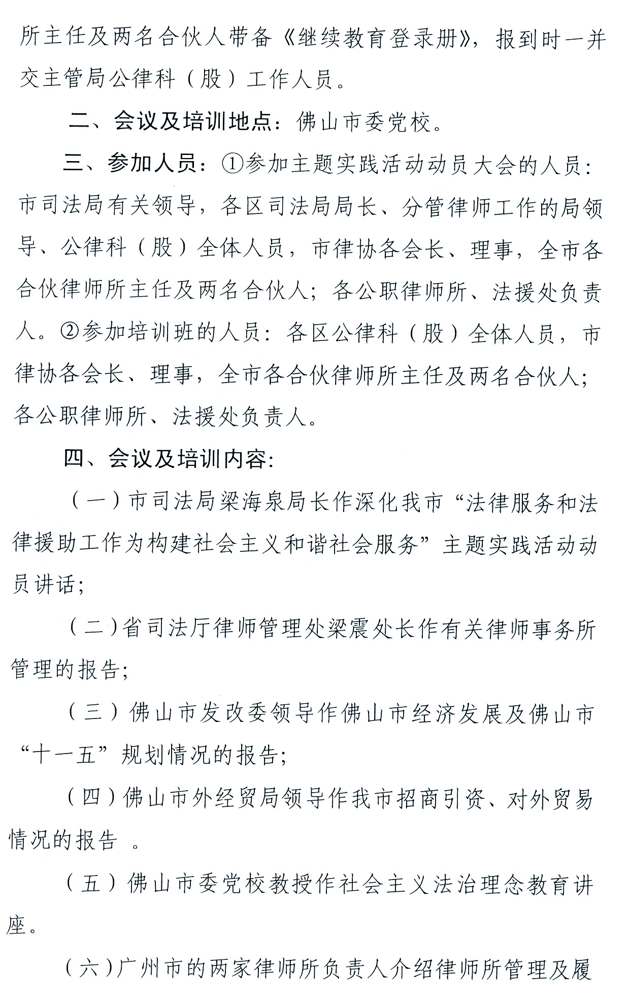 所主任及两名合伙人带备《继续教育登录册》，报到时一并
交主管局公律科（股）工作人员。
二、会议及培训地点：佛山市委党校。
三、参加人员：①参加主题实践活动动员大会的人员：
市司法局有关领导，各区司法局局长、分管律师工作的局领
导、公律科（股）全体人员，市律协各会长、理事，全市各
合伙律师所主任及两名合伙人；各公职律师所、法援处负责
人。②参加培训班的人员：各区公律科（股）全体人员，市
律协各会长、理事，全市各合伙律师所主任及两名合伙人；
各公职律师所、法援处负责人。
四、会议及培训内容：
（一）市司法局梁海泉局长作深化我市“法律服务和法
律援助工作为构建社会主义和谐社会服务”主题实践活动动
员讲话；
（二）省司法厅律师管理处梁震处长作有关律师事务所
管理的报告；
（三）佛山市发改委领导作佛山市经济发展及佛山市
“十一五”规划情况的报告；
（四）佛山市外经贸局领导作我市招商引资、对外贸易
情况的报告 。
（五）佛山市委党校教授作社会主义法治理念教育讲
座。
（六）广州市的两家律师所负责人介绍律师所管理及履